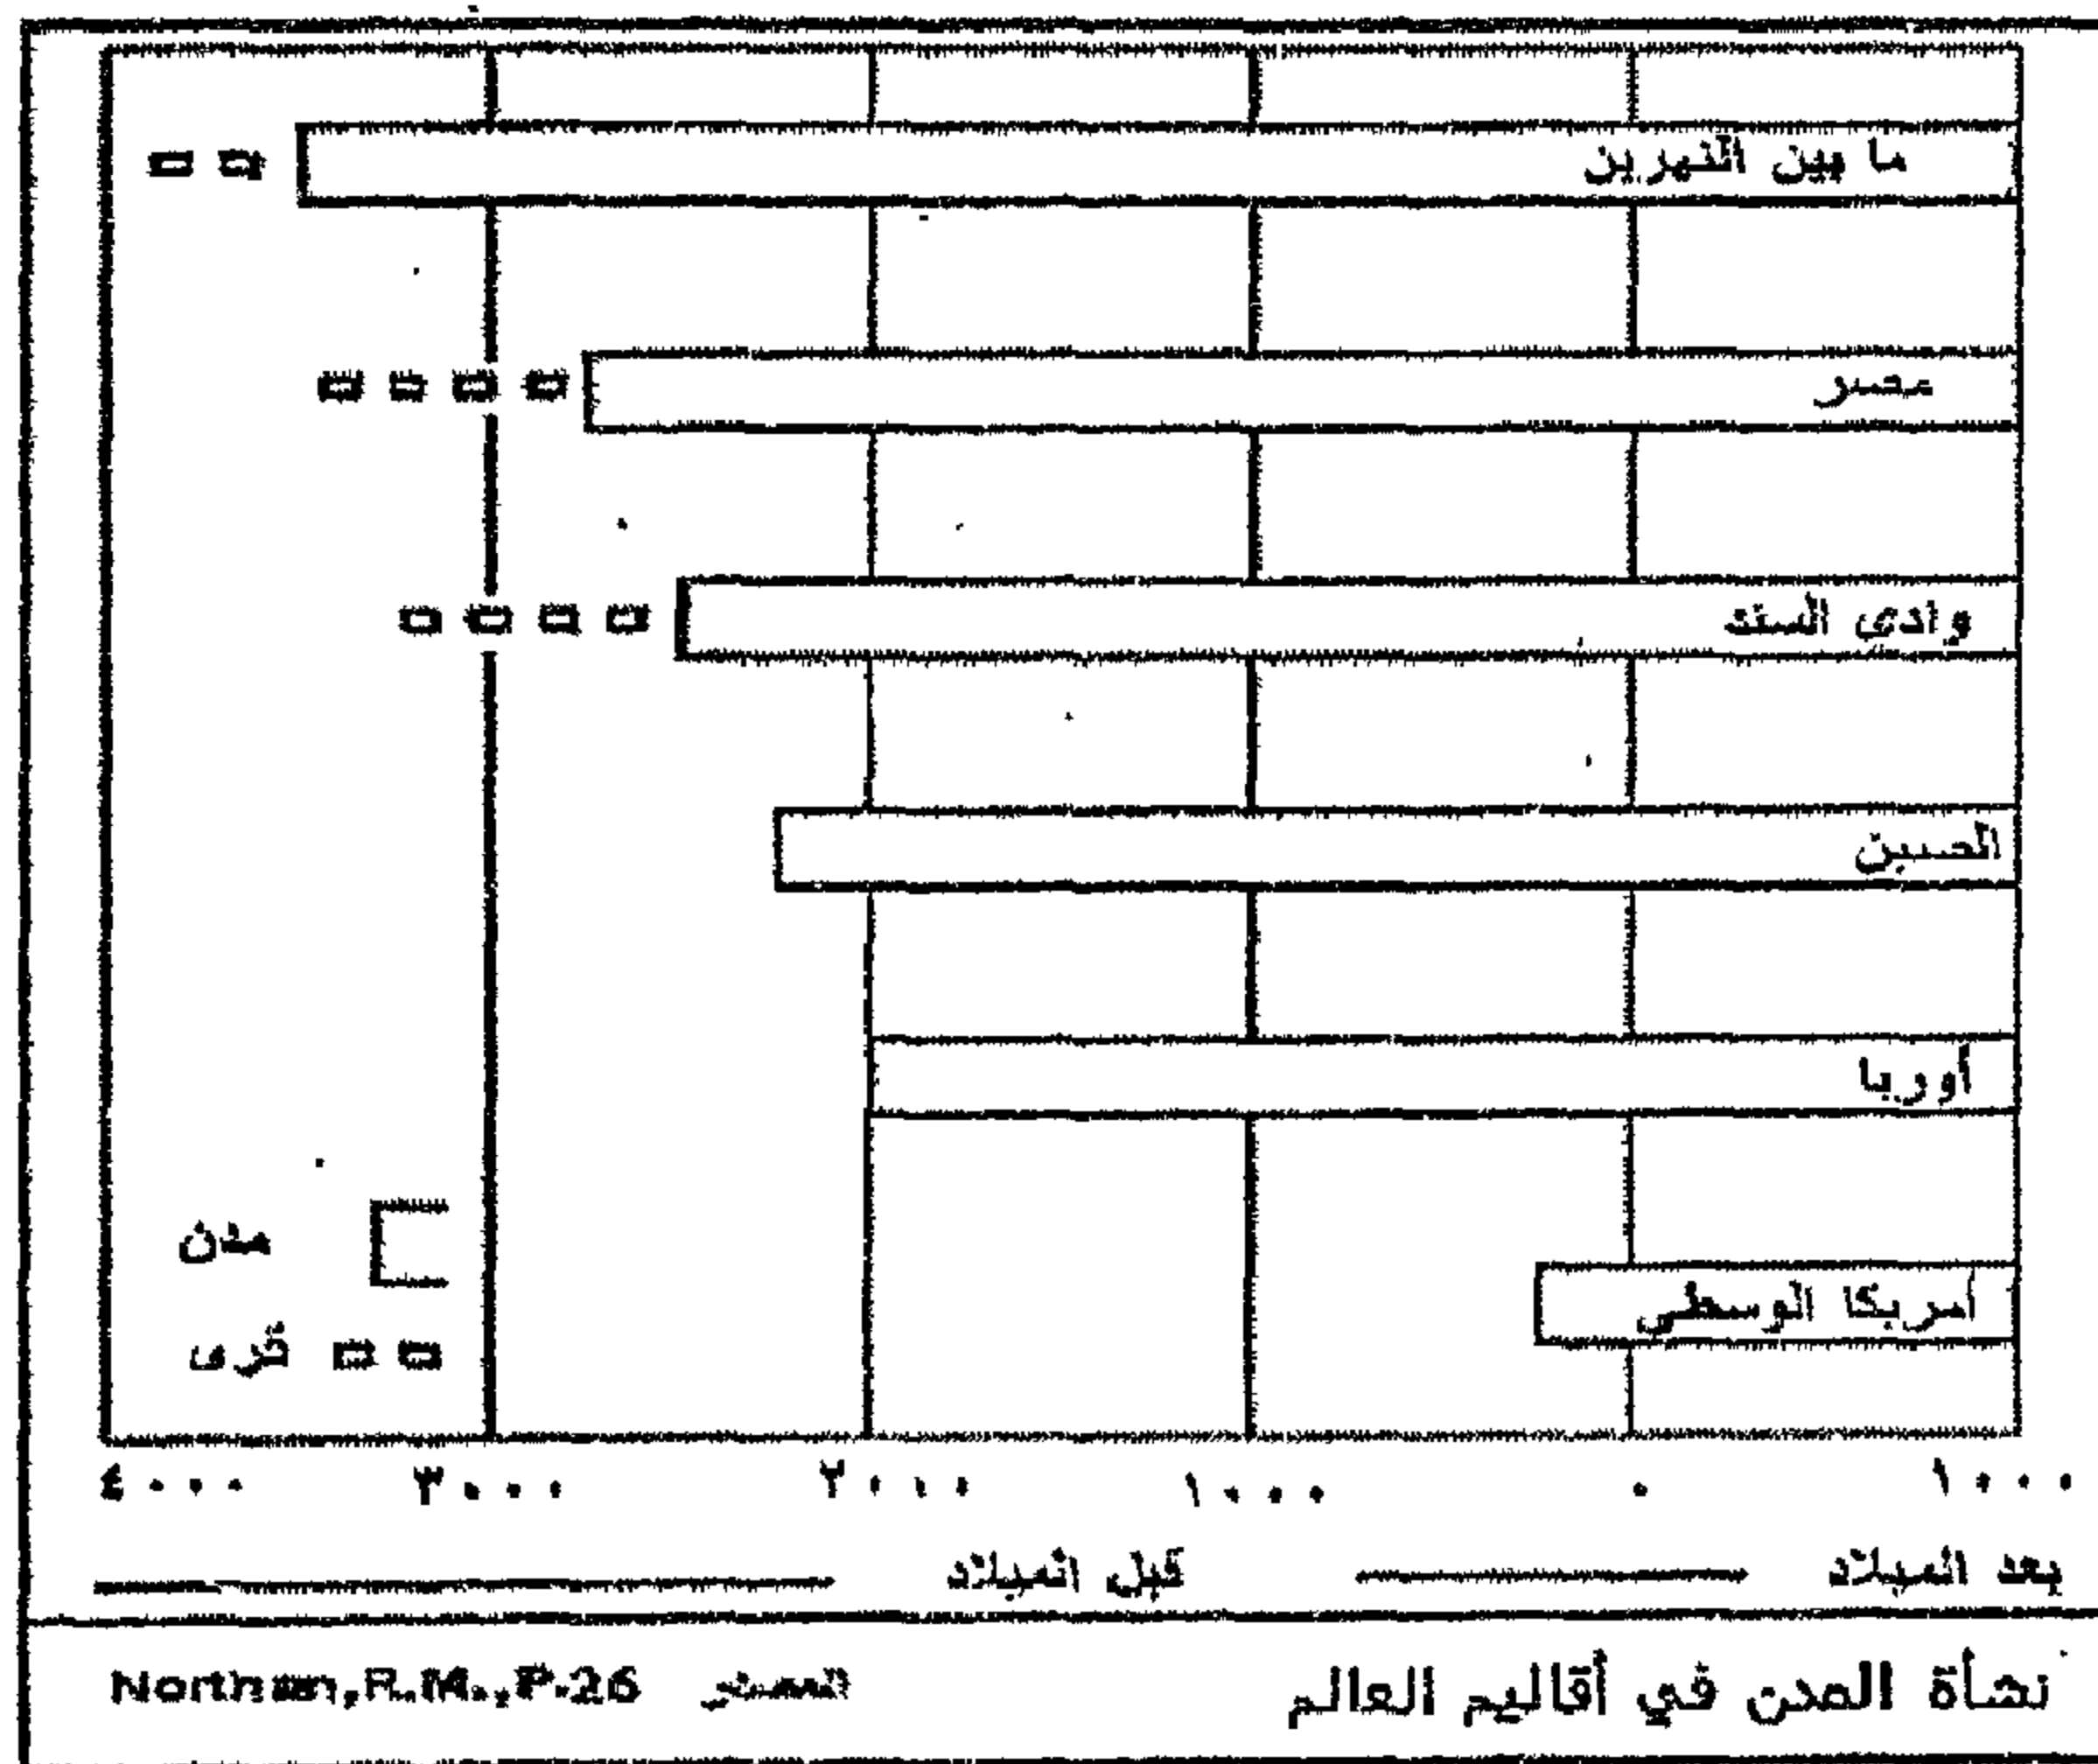 ما بين النهرين
مصر
وادي السند
الصين
أوربا
أمريكا الوسطي
مدن
قرى
٤٠٠٠ ٣٠٠٠ ٢٠٠٠ ١٠٠٠ ٠ ١٠٠٠
بعد الميلاد قبل الميلاد
نشأة المدن في أقاليم العالم
المصدر Northam,R.M.,P.26